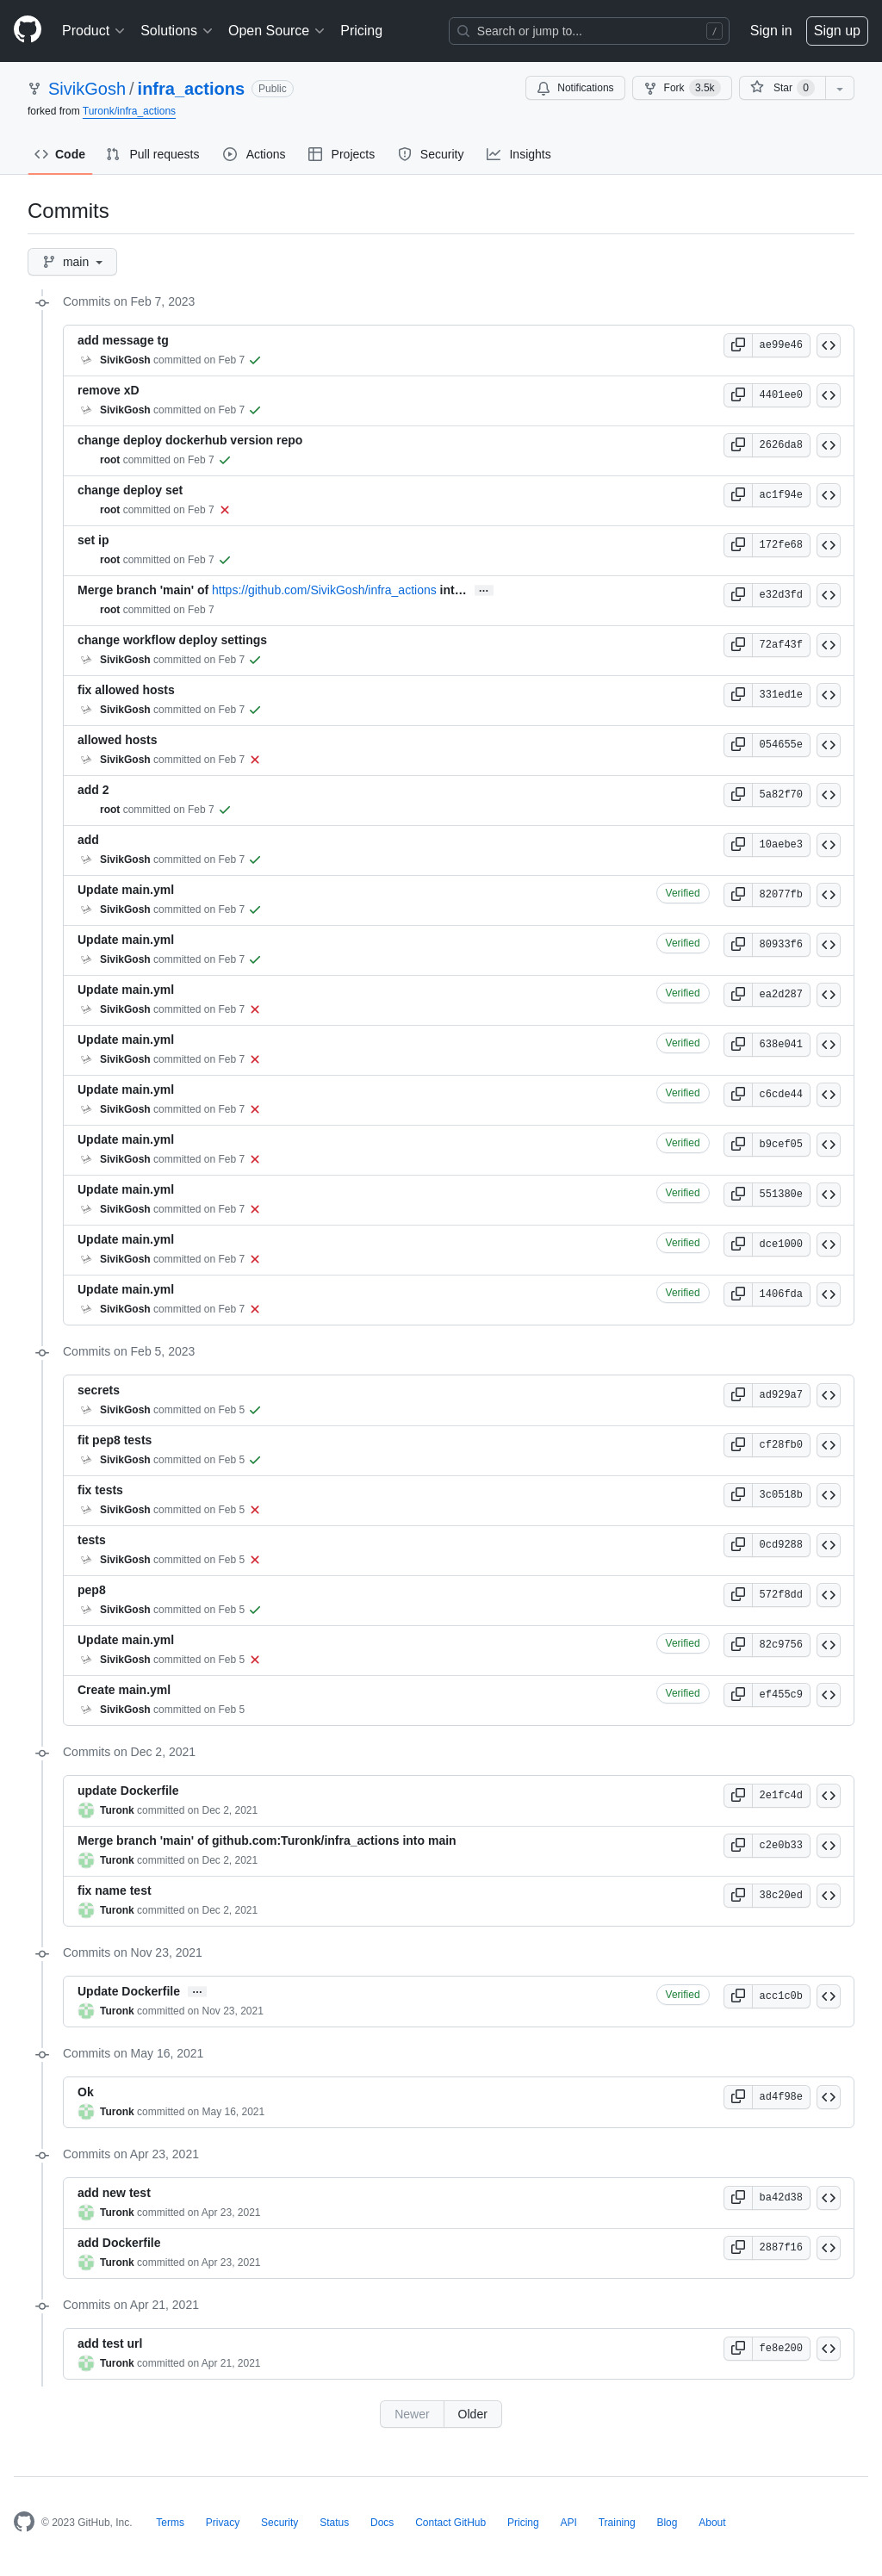 Product Solutions Open Source Pricing Search or jump to... / Sign in Sign up
SivikGosh / infra_actions Public Notifications Fork 3.5k Star 0
forked from Turonk/infra_actions
Code Pull requests Actions Projects Security Insights
Commits
main
Commits on Feb 7, 2023
add message tg
SivikGosh committed on Feb 7
ae99e46
remove xD
SivikGosh committed on Feb 7
4401ee0
change deploy dockerhub version repo
root committed on Feb 7
2626da8
change deploy set
root committed on Feb 7
ac1f94e
set ip
root committed on Feb 7
172fe68
Merge branch 'main' of https://github.com/SivikGosh/infra_actions int… …
root committed on Feb 7
e32d3fd
change workflow deploy settings
SivikGosh committed on Feb 7
72af43f
fix allowed hosts
SivikGosh committed on Feb 7
331ed1e
allowed hosts
SivikGosh committed on Feb 7
054655e
add 2
root committed on Feb 7
5a82f70
add
SivikGosh committed on Feb 7
10aebe3
Update main.yml
SivikGosh committed on Feb 7
Verified 82077fb
Update main.yml
SivikGosh committed on Feb 7
Verified 80933f6
Update main.yml
SivikGosh committed on Feb 7
Verified ea2d287
Update main.yml
SivikGosh committed on Feb 7
Verified 638e041
Update main.yml
SivikGosh committed on Feb 7
Verified c6cde44
Update main.yml
SivikGosh committed on Feb 7
Verified b9cef05
Update main.yml
SivikGosh committed on Feb 7
Verified 551380e
Update main.yml
SivikGosh committed on Feb 7
Verified dce1000
Update main.yml
SivikGosh committed on Feb 7
Verified 1406fda
Commits on Feb 5, 2023
secrets
SivikGosh committed on Feb 5
ad929a7
fit pep8 tests
SivikGosh committed on Feb 5
cf28fb0
fix tests
SivikGosh committed on Feb 5
3c0518b
tests
SivikGosh committed on Feb 5
0cd9288
pep8
SivikGosh committed on Feb 5
572f8dd
Update main.yml
SivikGosh committed on Feb 5
Verified 82c9756
Create main.yml
SivikGosh committed on Feb 5
Verified ef455c9
Commits on Dec 2, 2021
update Dockerfile
Turonk committed on Dec 2, 2021
2e1fc4d
Merge branch 'main' of github.com:Turonk/infra_actions into main
Turonk committed on Dec 2, 2021
c2e0b33
fix name test
Turonk committed on Dec 2, 2021
38c20ed
Commits on Nov 23, 2021
Update Dockerfile …
Turonk committed on Nov 23, 2021
Verified acc1c0b
Commits on May 16, 2021
Ok
Turonk committed on May 16, 2021
ad4f98e
Commits on Apr 23, 2021
add new test
Turonk committed on Apr 23, 2021
ba42d38
add Dockerfile
Turonk committed on Apr 23, 2021
2887f16
Commits on Apr 21, 2021
add test url
Turonk committed on Apr 21, 2021
fe8e200
Newer Older
© 2023 GitHub, Inc. Terms Privacy Security Status Docs Contact GitHub Pricing API Training Blog About